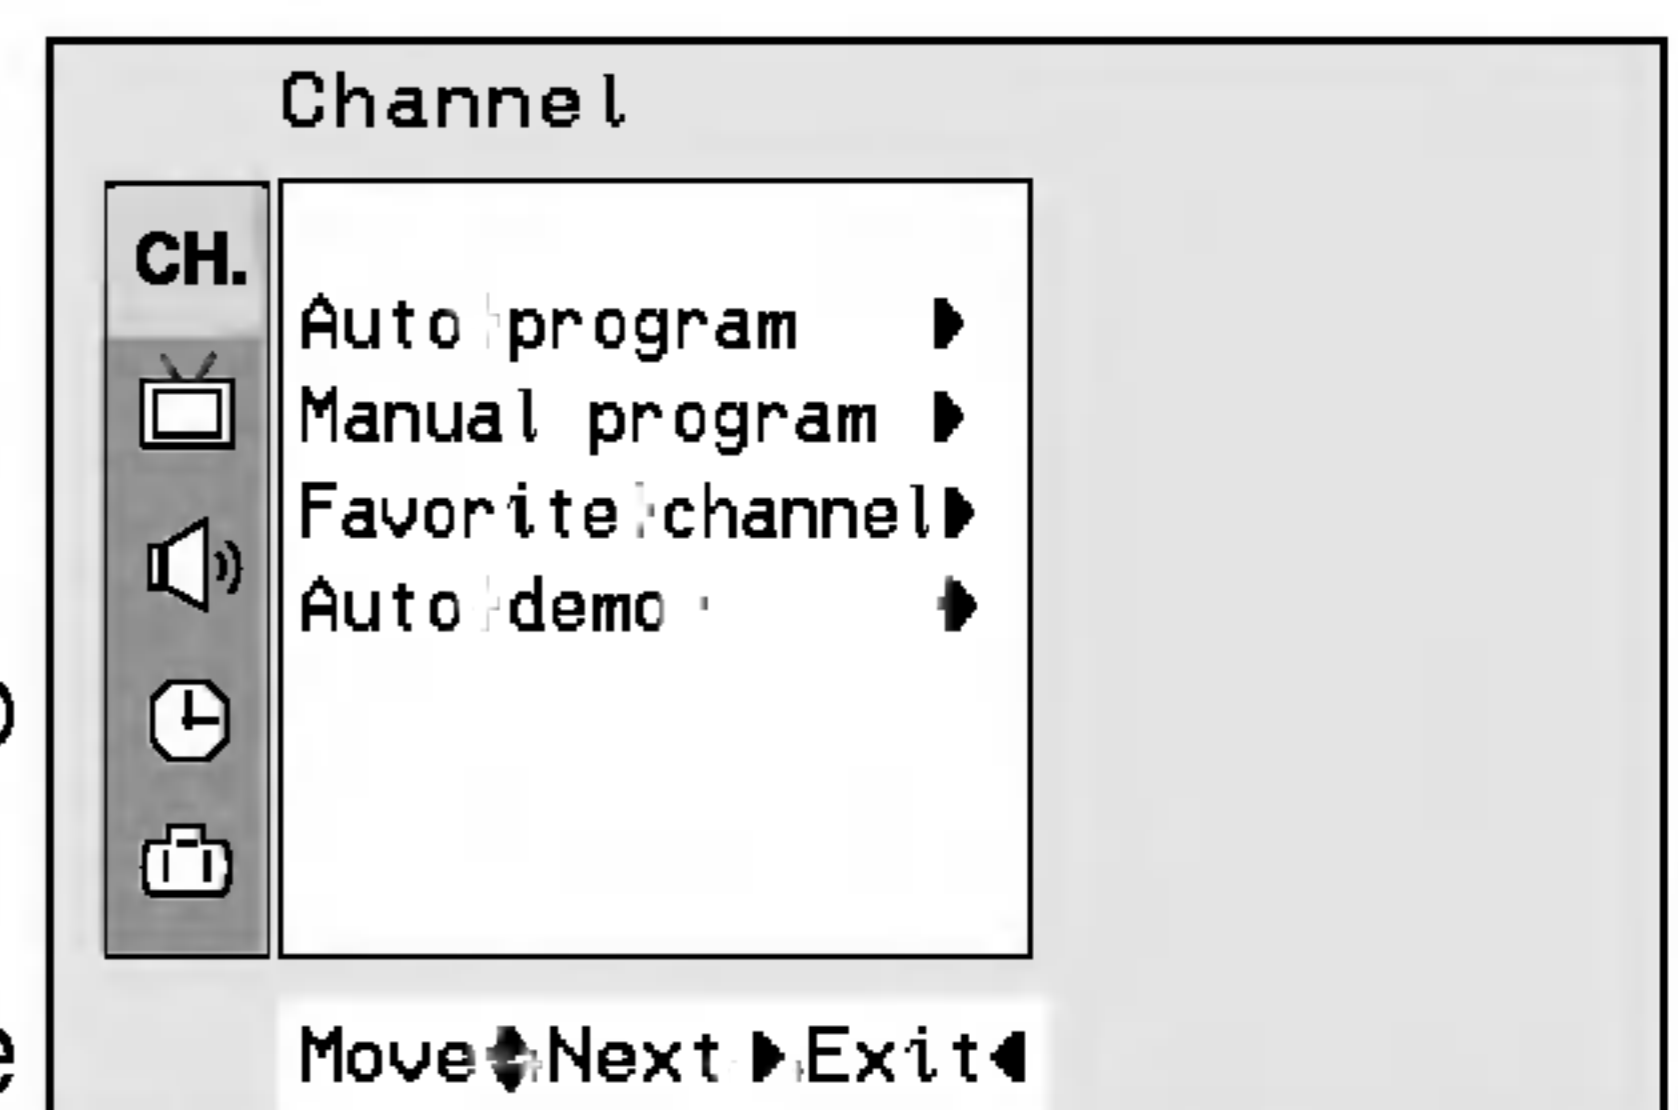 Channel
CH.
Auto program
Manual program
Favorite channel
Auto demo
Move Next Exit